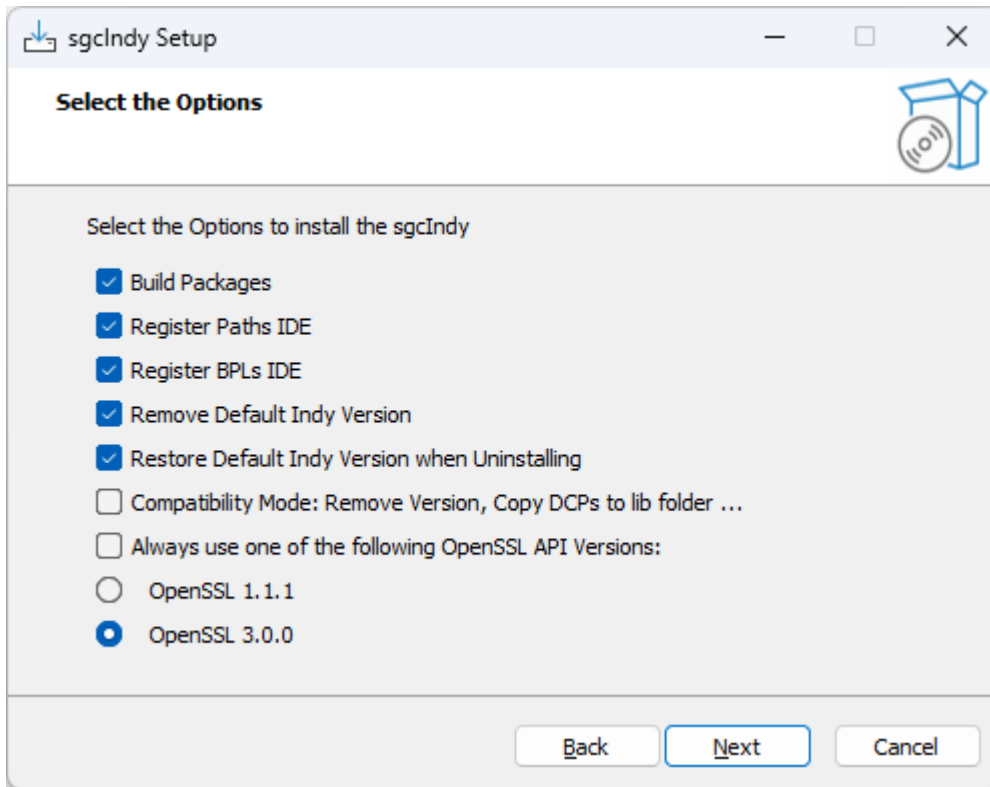 sgcIndy Setup
Select the Options
Select the Options to install the sgcIndy
Build Packages
Register Paths IDE
Register BPLs IDE
Remove Default Indy Version
Restore Default Indy Version when Uninstalling
Compatibility Mode: Remove Version, Copy DCPs to lib folder ...
Always use one of the following OpenSSL API Versions:
OpenSSL 1.1.1
OpenSSL 3.0.0
Back Next Cancel